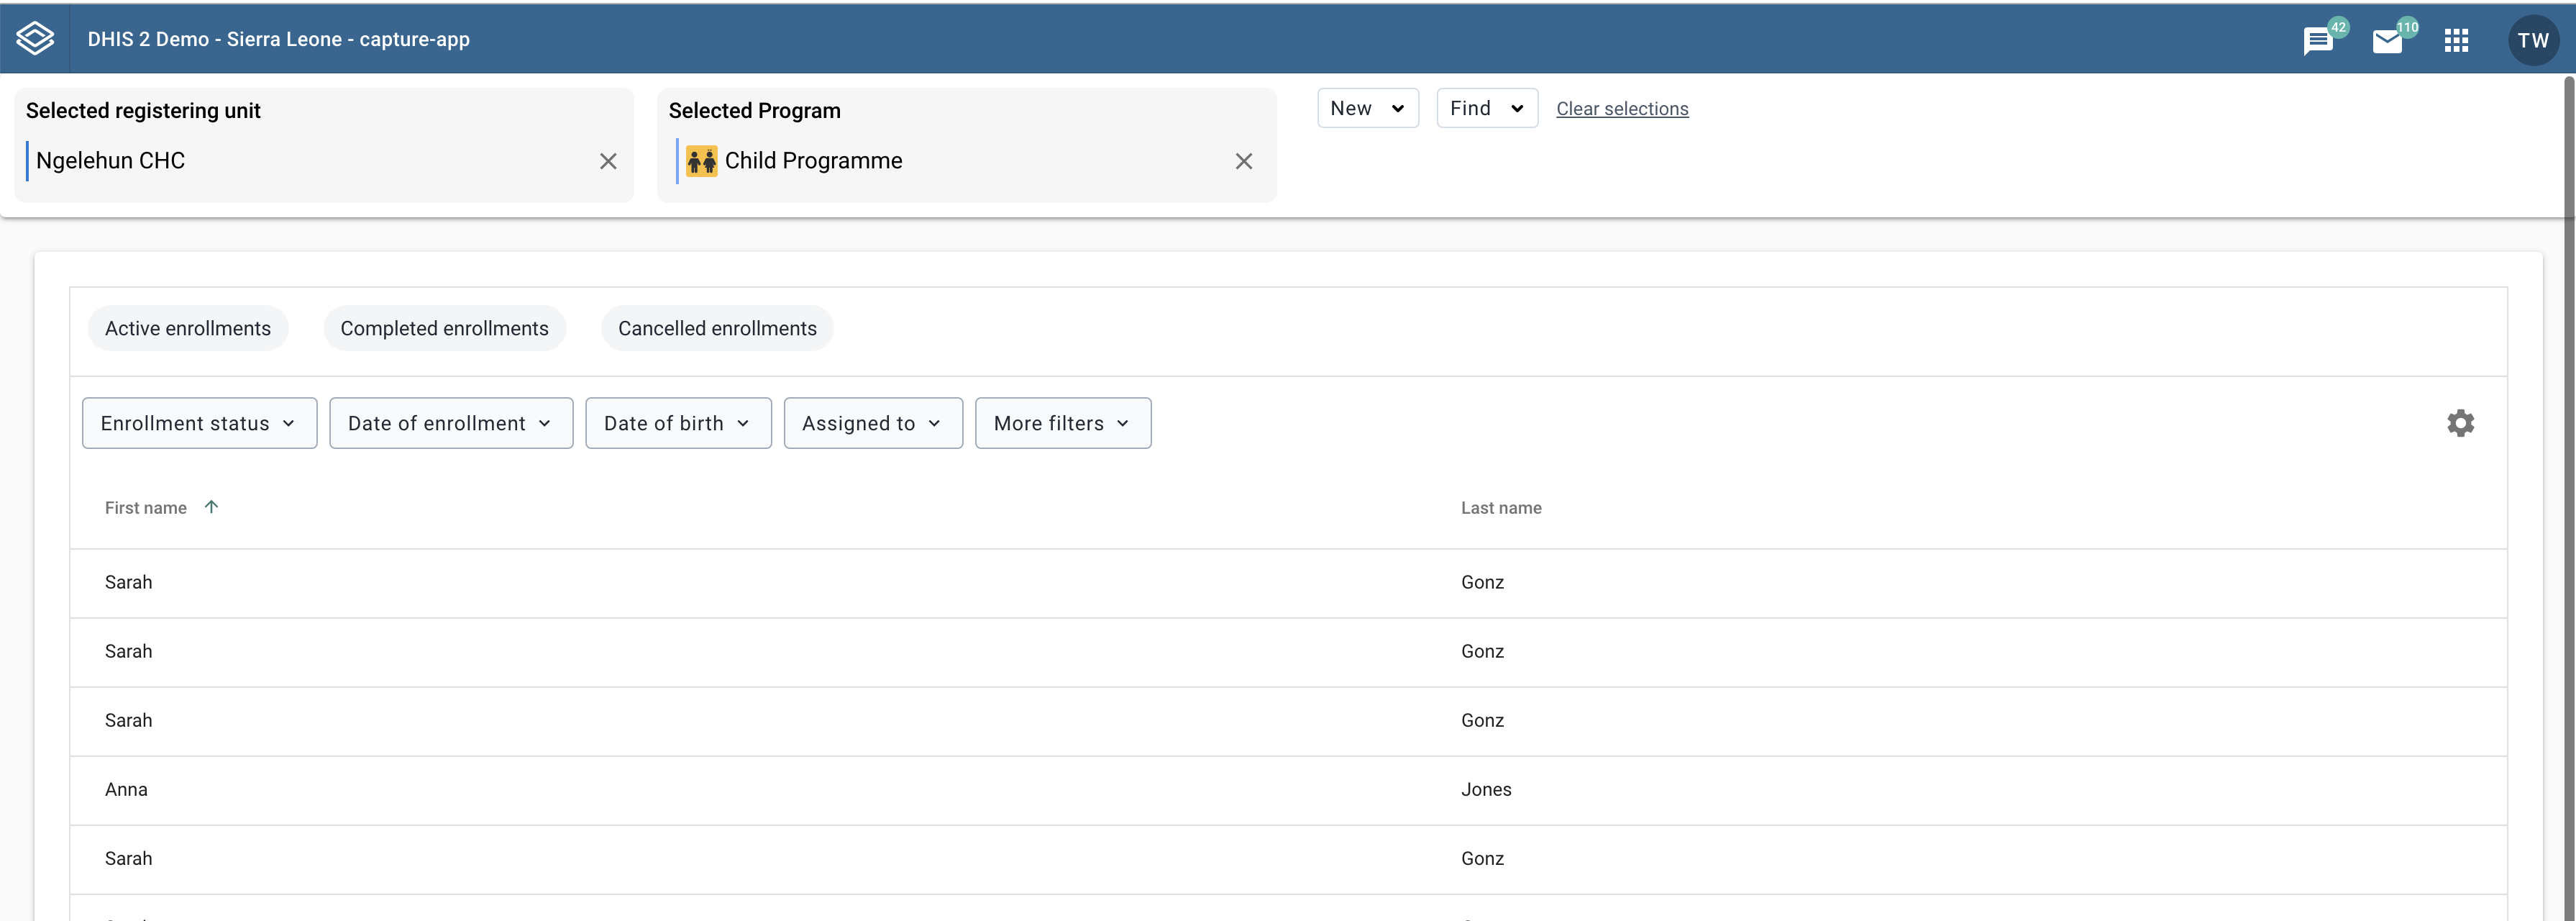 DHIS 2 Demo - Sierra Leone - capture-app
42
110
TW
Selected registering unit
Ngelehun CHC
Selected Program
Child Programme
New
Find
Clear selections
Active enrollments
Completed enrollments
Cancelled enrollments
Enrollment status
Date of enrollment
Date of birth
Assigned to
More filters
First name
Last name
Sarah
Gonz
Sarah
Gonz
Sarah
Gonz
Anna
Jones
Sarah
Gonz